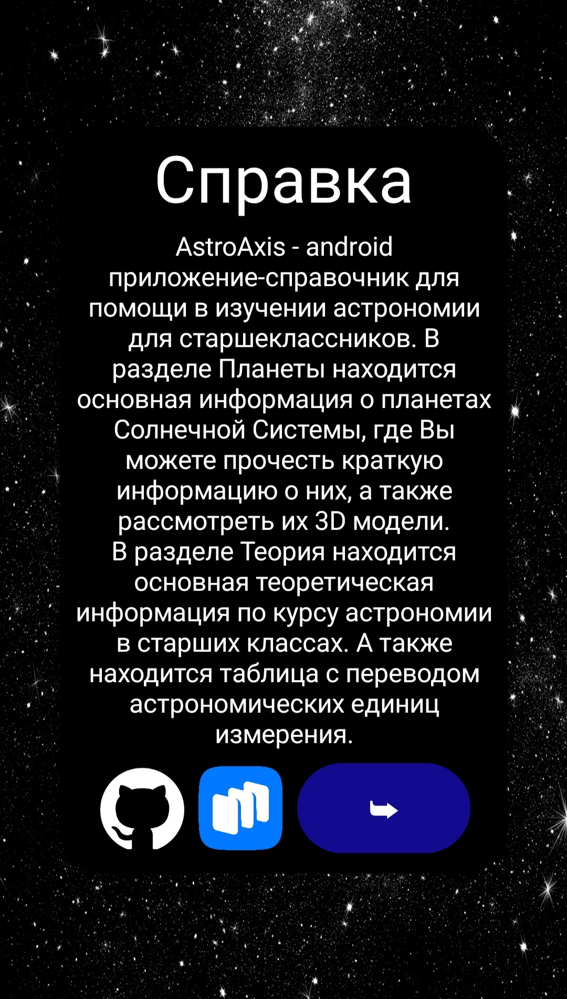 Справка
AstroAxis - android
приложение-справочник для
помощи в изучении астрономии
для старшеклассников. В
разделе Планеты находится
основная информация о планетах
Солнечной Системы, где Вы
можете прочесть краткую
информацию о них, а также
рассмотреть их 3D модели.
В разделе Теория находится
основная теоретическая
информация по курсу астрономии
в старших классах. А также
находится таблица с переводом
астрономических единиц
измерения.